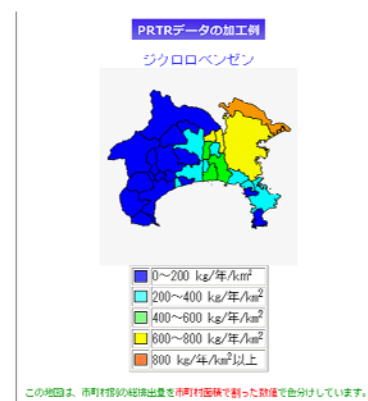 PRTRデータの加工例
ジクロロベンゼン
0～200 kg/年/km²
200～400 kg/年/km²
400～600 kg/年/km²
600～800 kg/年/km²
800 kg/年/km²以上
この地図は、市町村別の総排出量を市町村面積で割った数値で色分けしています。